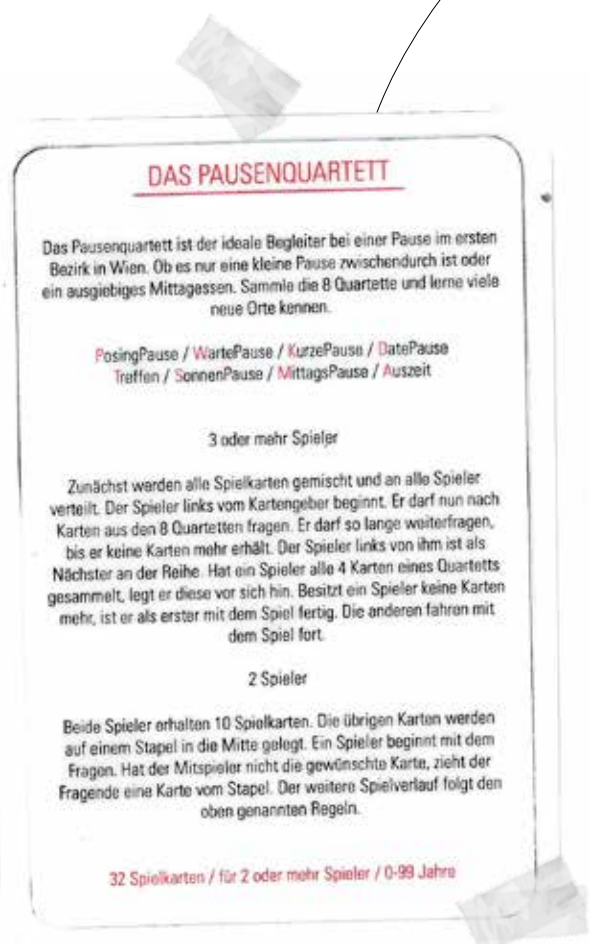 DAS PAUSENQUARTETT
Das Pausenquartett ist der ideale Begleiter bei einer Pause im ersten
Bezirk in Wien. Ob es nur eine kleine Pause zwischendurch ist oder
ein ausgiebiges Mittagessen. Sammle die 8 Quartette und lerne viele
neue Orte kennen.
PosingPause / WartePause / KurzePause / DatePause
Treffen / SonnenPause / MittagsPause / Auszeit
3 oder mehr Spieler
Zunächst werden alle Spielkarten gemischt und an alle Spieler
verteilt. Der Spieler links vom Kartengeber beginnt. Er darf nun nach
Karten aus den 8 Quartetten fragen. Er darf so lange weiterfragen,
bis er keine Karten mehr erhält. Der Spieler links von ihm ist als
Nächster an der Reihe. Hat ein Spieler alle 4 Karten eines Quartetts
gesammelt, legt er diese vor sich hin. Besitzt ein Spieler keine Karten
mehr, ist er als erster mit dem Spiel fertig. Die anderen fahren mit
dem Spiel fort.
2 Spieler
Beide Spieler erhalten 10 Spielkarten. Die übrigen Karten werden
auf einem Stapel in die Mitte gelegt. Ein Spieler beginnt mit dem
Fragen. Hat der Mitspieler nicht die gewünschte Karte, zieht der
Fragende eine Karte vom Stapel. Der weitere Spielverlauf folgt den
oben genannten Regeln.
32 Spielkarten / für 2 oder mehr Spieler / 0-99 Jahre